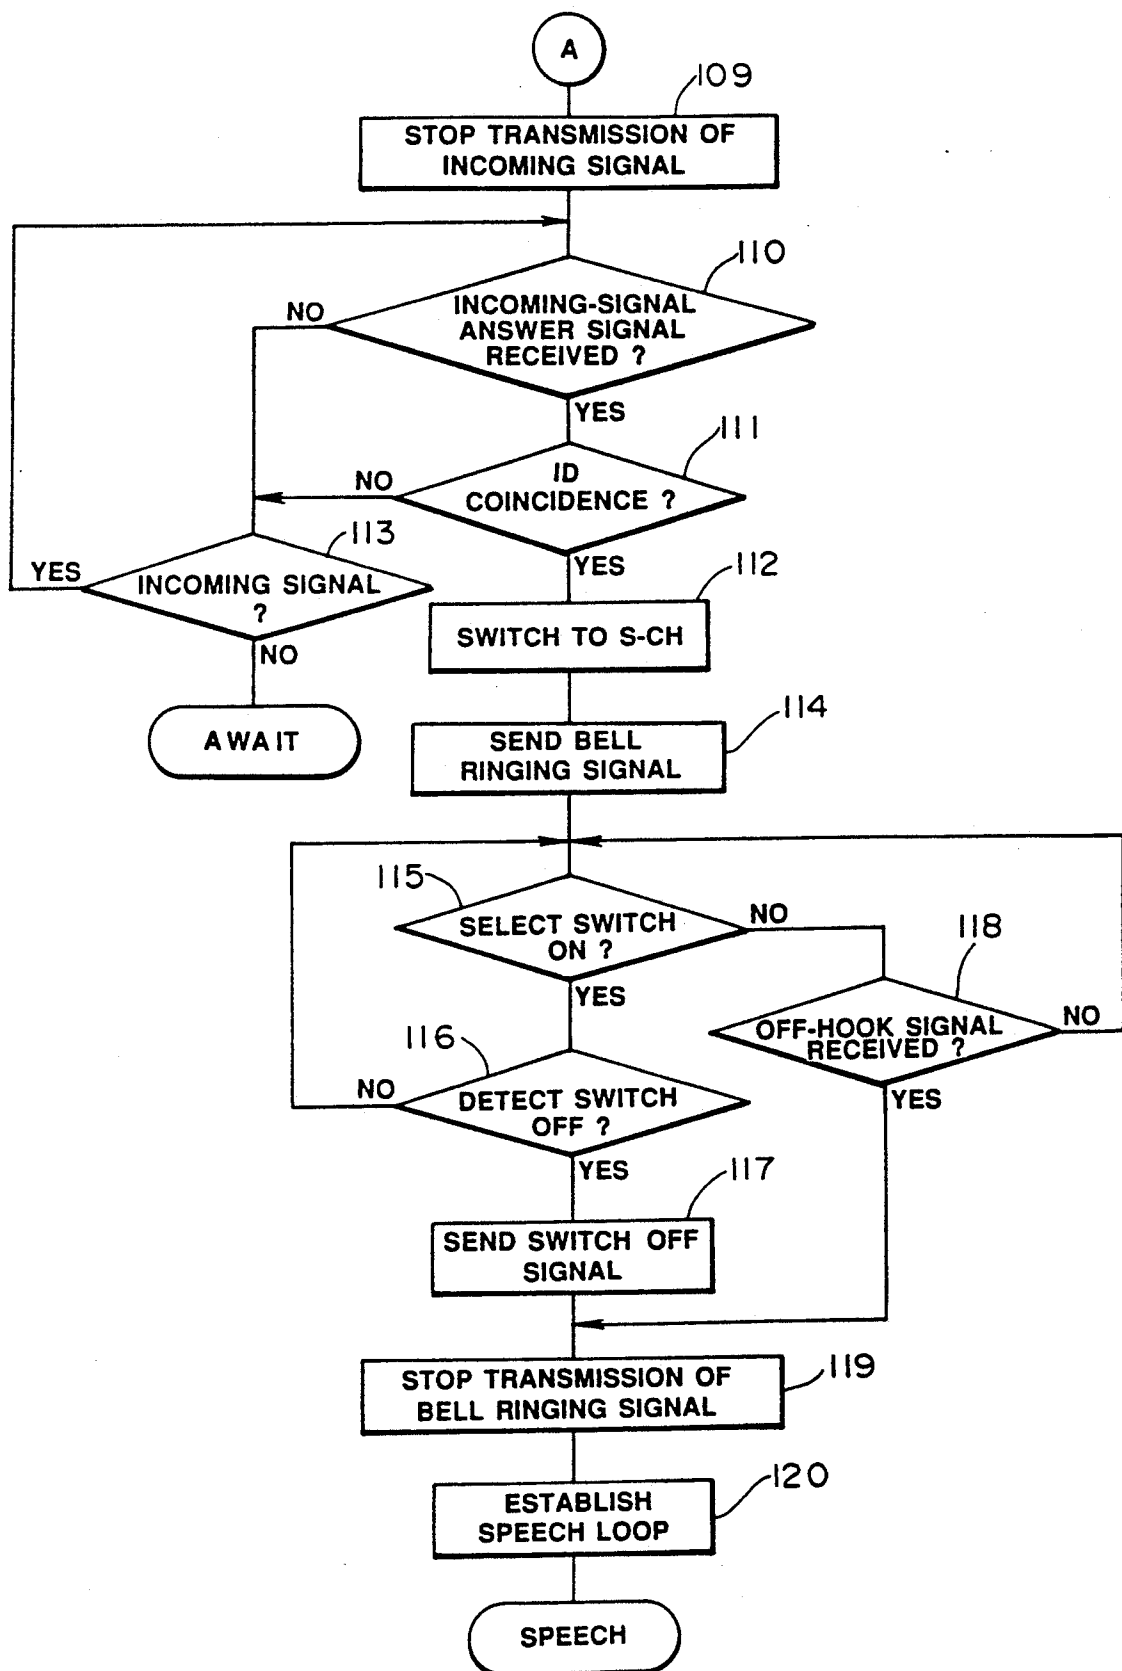 A
109
STOP TRANSMISSION OF
INCOMING SIGNAL
110
NO
INCOMING-SIGNAL
ANSWER SIGNAL
RECEIVED ?
YES
111
NO
ID
COINCIDENCE ?
113
YES
YES
112
INCOMING SIGNAL
?
NO
SWITCH TO S-CH
AWAIT
114
SEND BELL
RINGING SIGNAL
115
NO
118
SELECT SWITCH
ON ?
YES
OFF-HOOK SIGNAL
RECEIVED ?
NO
116
NO
YES
DETECT SWITCH
OFF ?
YES
117
SEND SWITCH OFF
SIGNAL
119
STOP TRANSMISSION OF
BELL RINGING SIGNAL
120
ESTABLISH
SPEECH LOOP
SPEECH